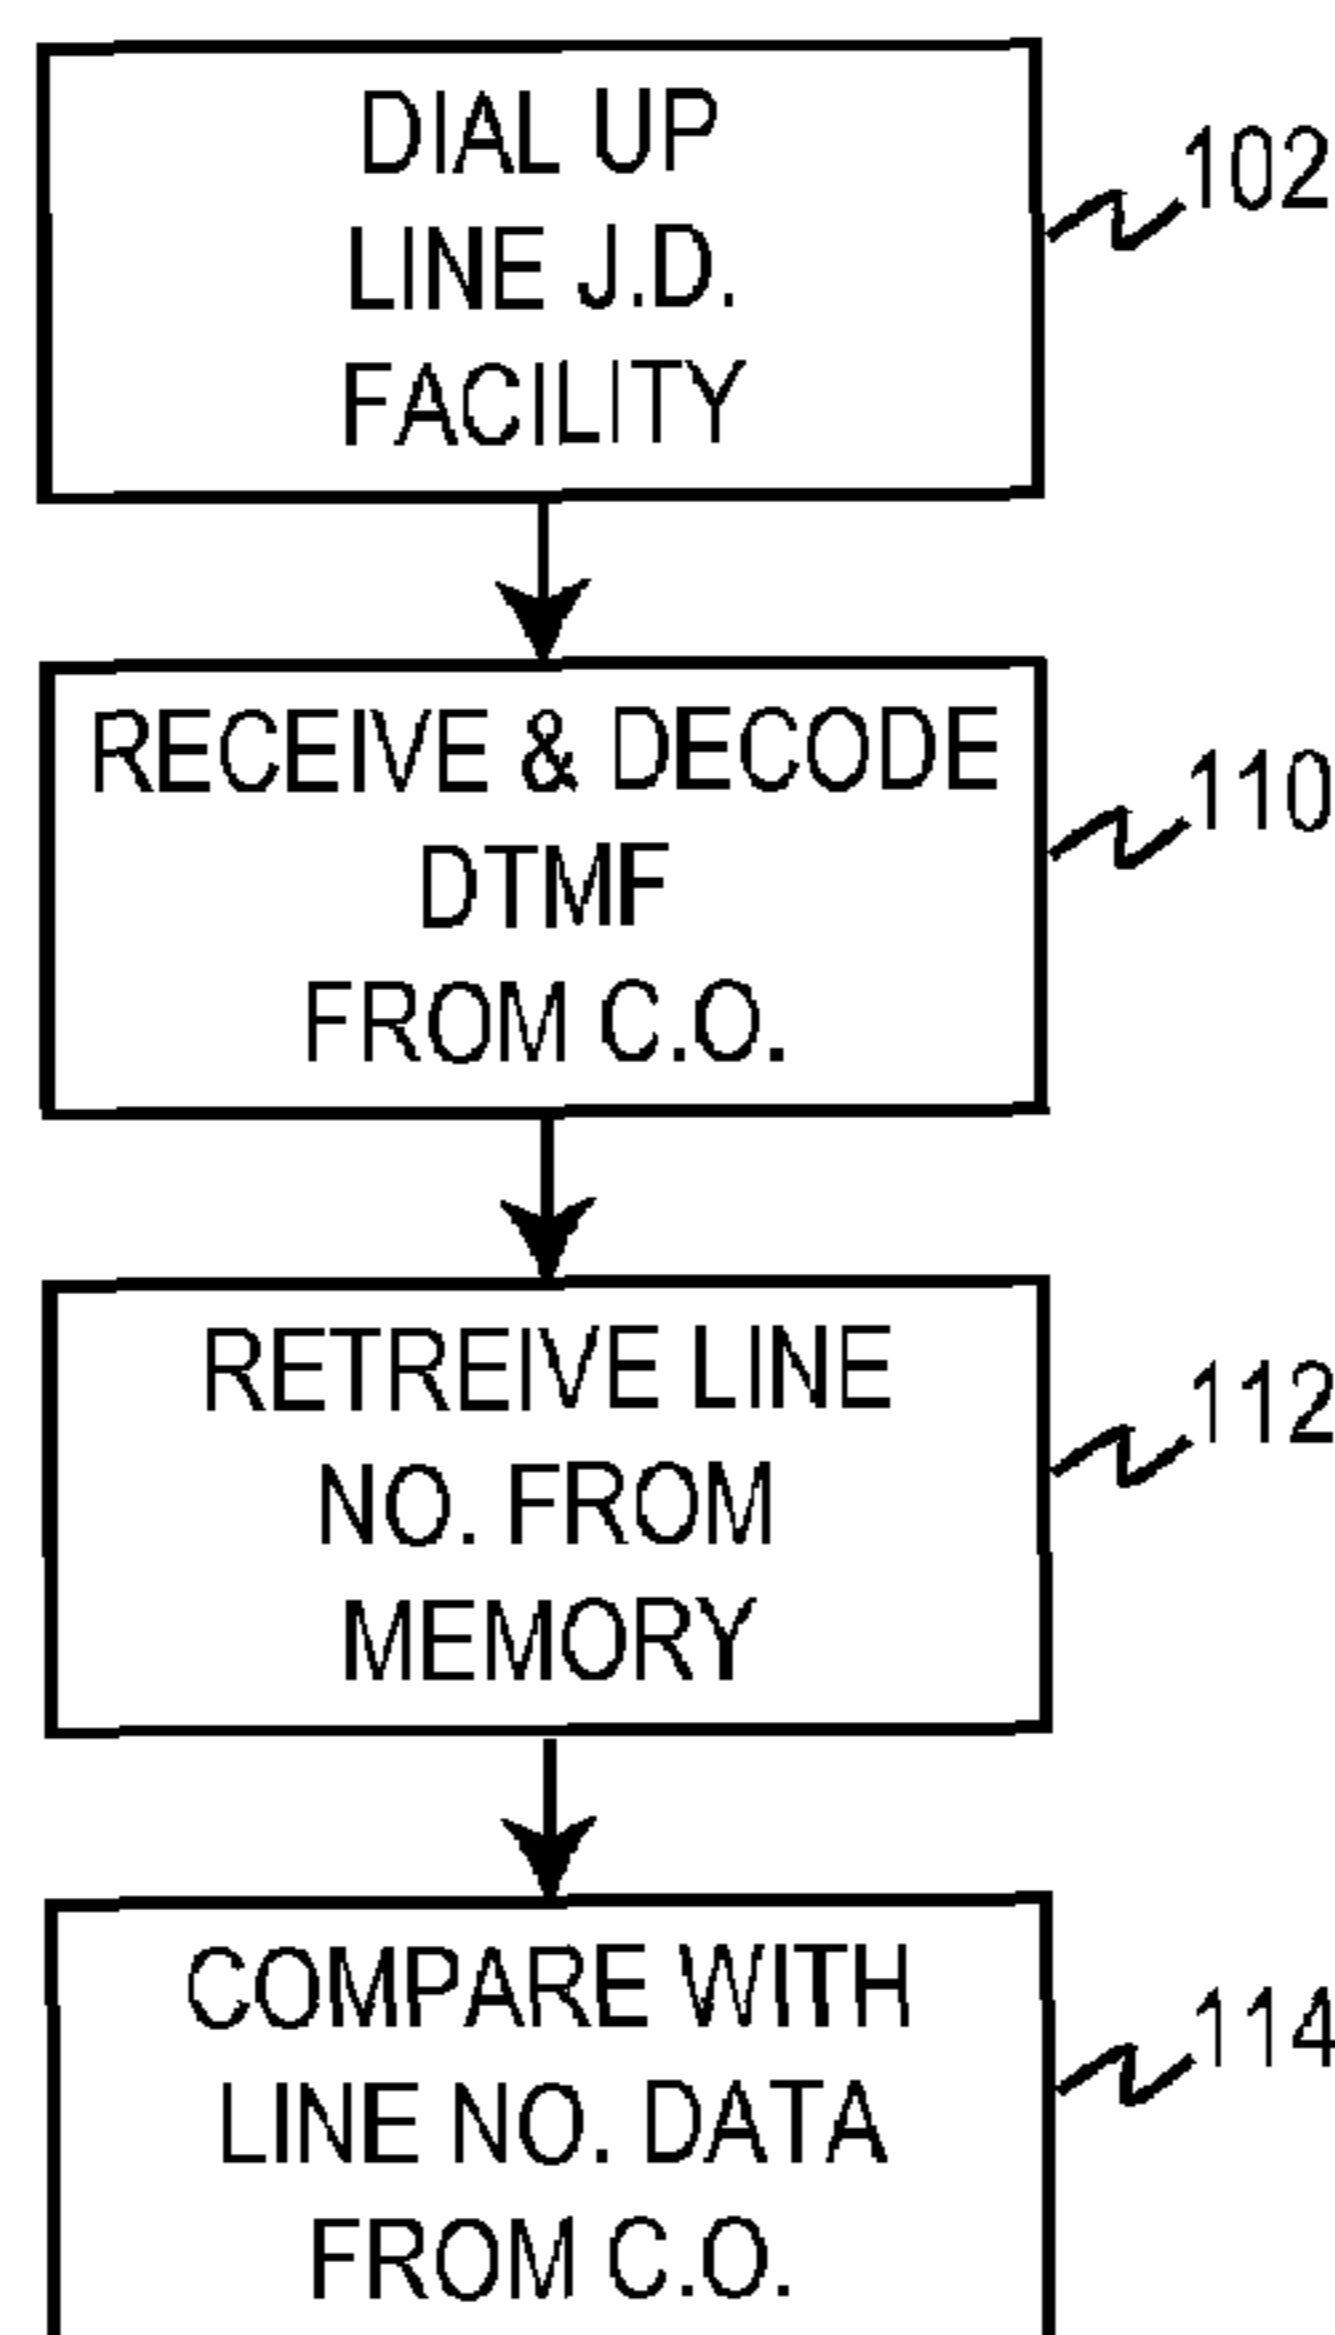 DIAL UP
LINE J.D.
FACILITY
102
RECEIVE & DECODE
DTMF
FROM C.O.
110
RETREIVE LINE
NO. FROM
MEMORY
112
COMPARE WITH
LINE NO. DATA
FROM C.O.
114